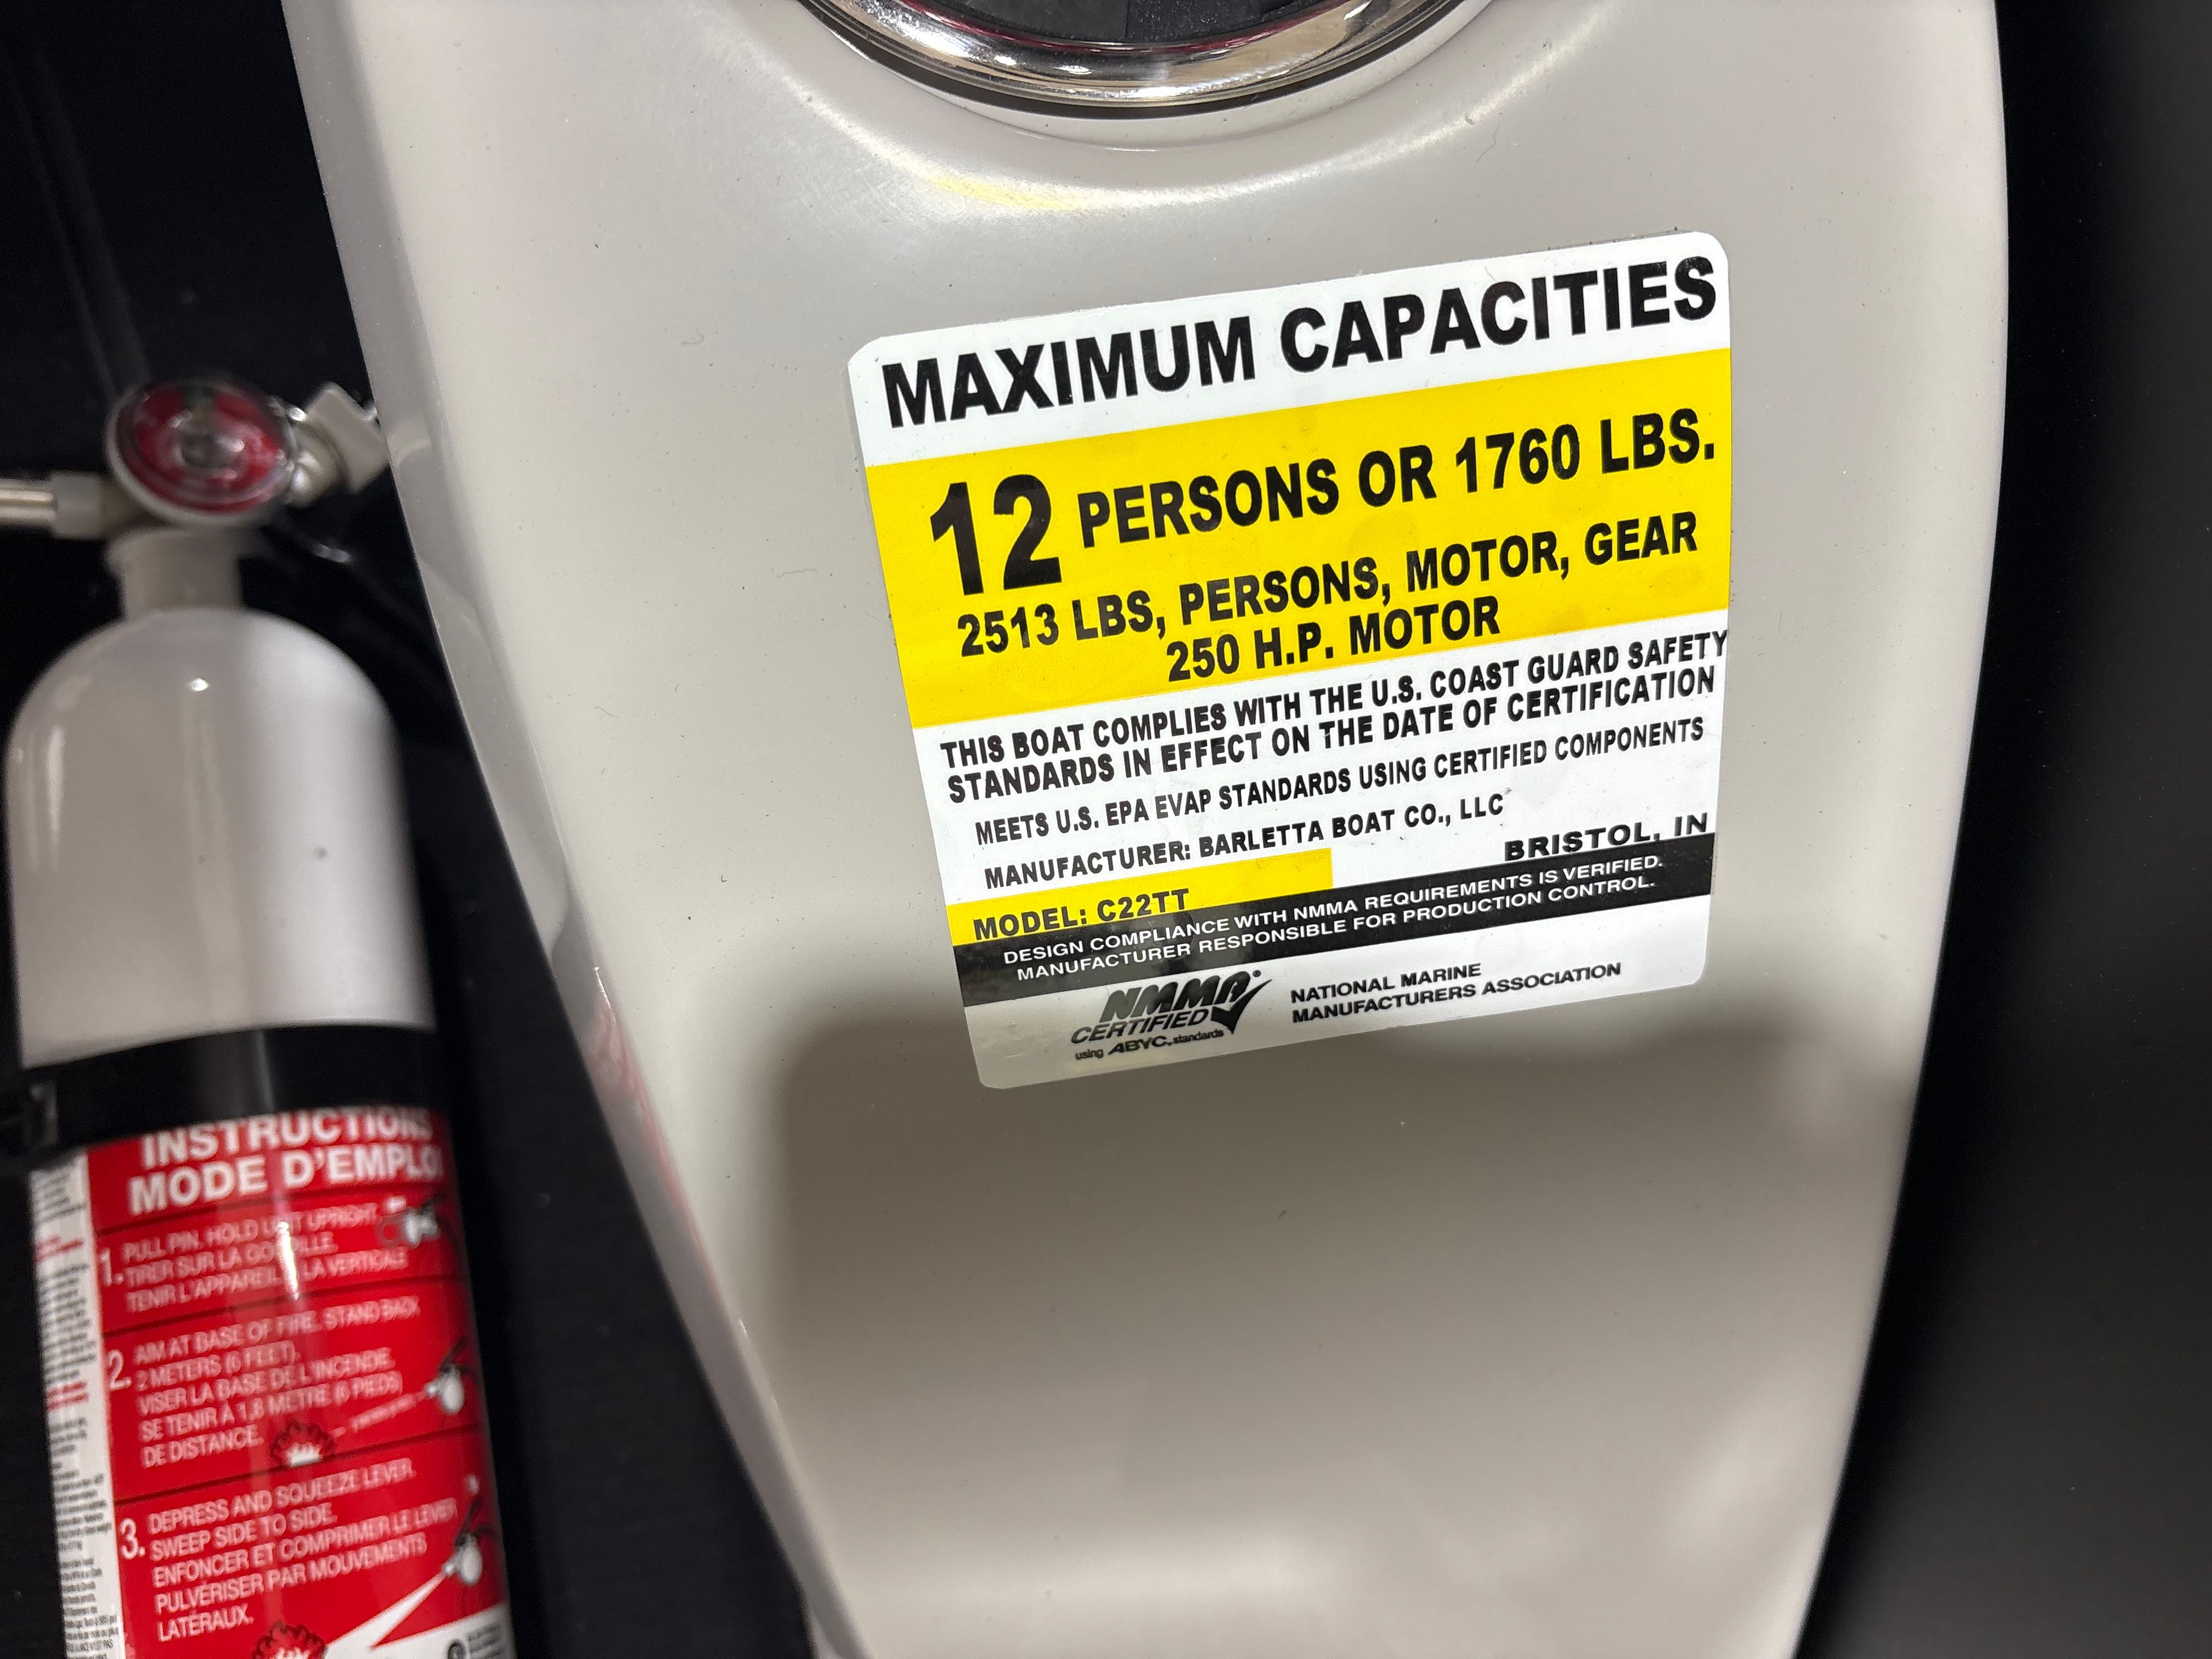 MAXIMUM CAPACITIES
12 PERSONS OR 1760 LBS.
2513 LBS, PERSONS, MOTOR, GEAR
250 H.P. MOTOR
THIS BOAT COMPLIES WITH THE U.S. COAST GUARD SAFETY
STANDARDS IN EFFECT ON THE DATE OF CERTIFICATION
MEETS U.S. EPA EVAP STANDARDS USING CERTIFIED COMPONENTS
MANUFACTURER: BARLETTA BOAT CO., LLC
BRISTOL, IN
MODEL: C22TT
DESIGN COMPLIANCE WITH NMMA REQUIREMENTS IS VERIFIED.
MANUFACTURER RESPONSIBLE FOR PRODUCTION CONTROL.
NMMA
CERTIFIED
using ABYC standards
NATIONAL MARINE
MANUFACTURERS ASSOCIATION
INSTRUCTIONS
MODE D'EMPLOI
1. PULL PIN, HOLD UNIT UPRIGHT.
TIRER SUR LA GOUPILLE,
TENIR L'APPAREIL À LA VERTICALE
2. AIM AT BASE OF FIRE, STAND BACK
2 METERS (6 FEET).
VISER LA BASE DE L'INCENDE,
SE TENIR À 1,8 METRE (6 PIEDS)
DE DISTANCE.
3. DEPRESS AND SQUEEZE LEVER.
SWEEP SIDE TO SIDE.
ENFONCER ET COMPRIMER LE LEVIER
PULVÉRISER PAR MOUVEMENTS
LATÉRAUX.